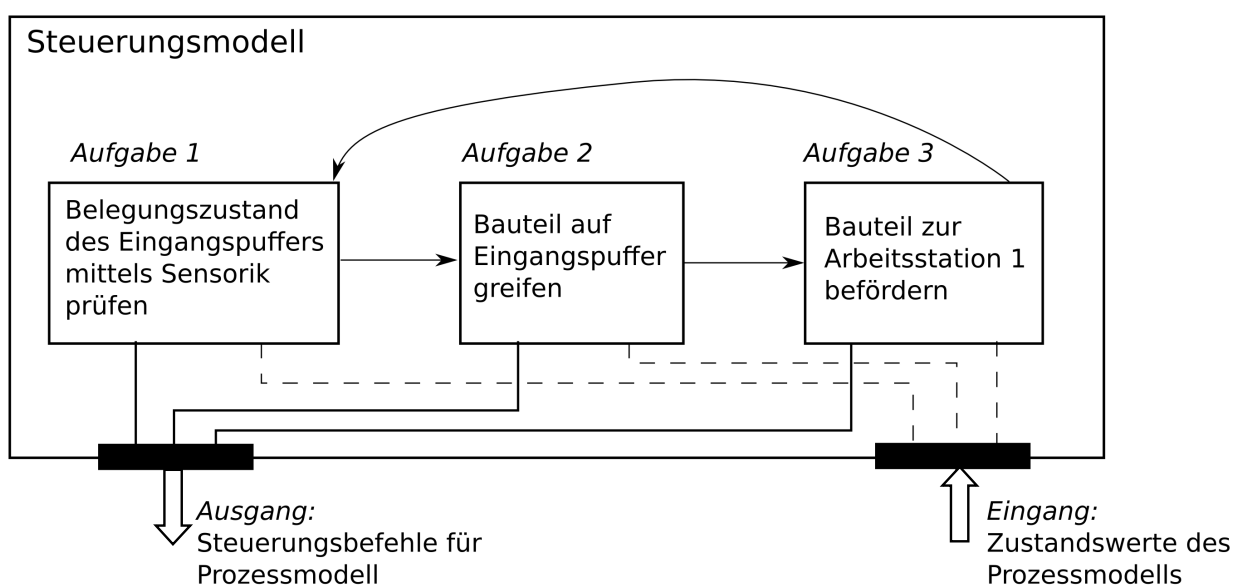 Steuerungsmodell
Aufgabe 1
Belegungszustand
des Eingangspuffers
mittels Sensorik
prüfen
Aufgabe 2
Bauteil auf
Eingangspuffer
greifen
Aufgabe 3
Bauteil zur
Arbeitsstation 1
befördern
Ausgang:
Steuerungsbefehle für
Prozessmodell
Eingang:
Zustandswerte des
Prozessmodells